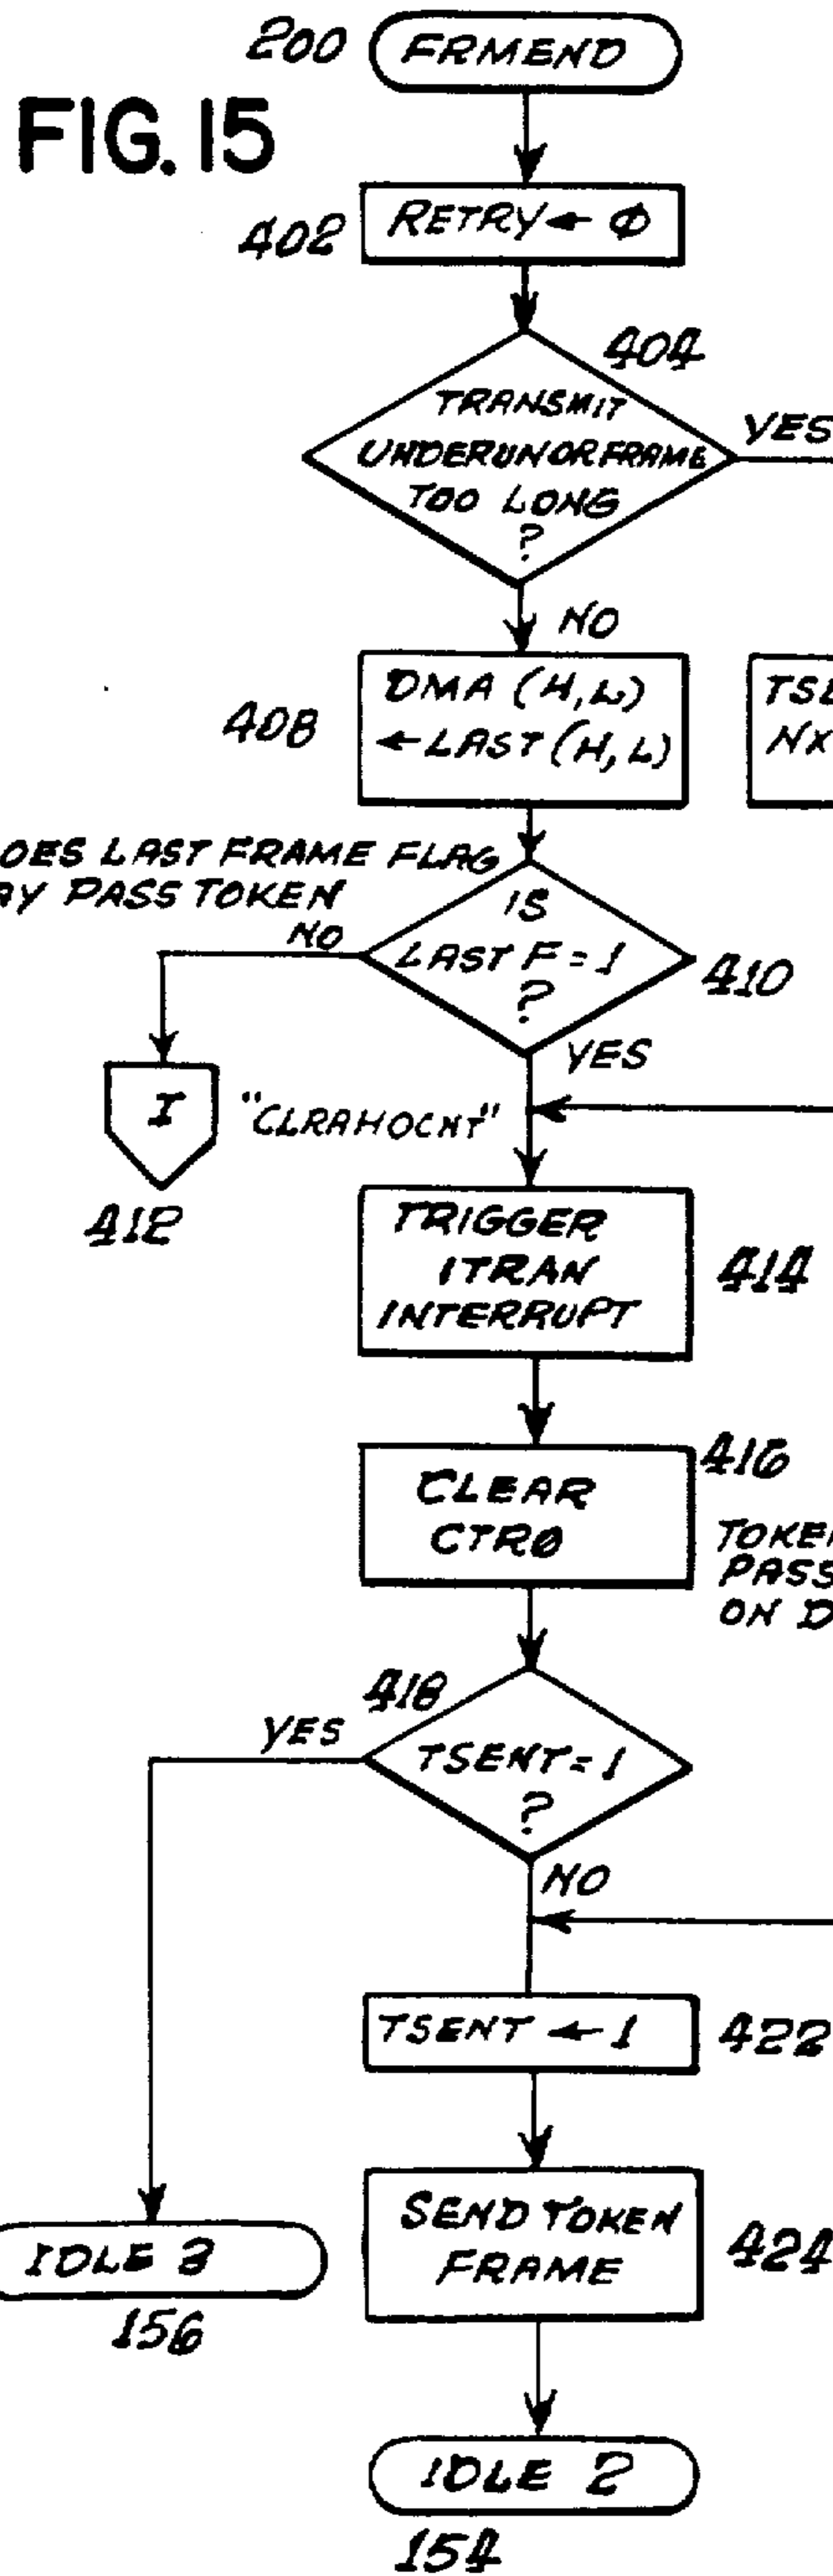 200 FRMEND
FIG. 15
402 RETRY ← Ø
404
TRANSMIT
UNDERUN OR FRAME
TOO LONG
?
YES
NO
408
DMA (H,L)
← LAST (H,L)
TSE
NX
OES LAST FRAME FLAG
AY PASS TOKEN
NO
IS
LAST F = 1
?
410
YES
I
"CLRAHOCNT"
412
TRIGGER
ITRAN
INTERRUPT
414
416
CLEAR
CTRØ
TOKEN
PASS
ON D
418
YES
TSENT = 1
?
NO
TSENT ← 1
422
SEND TOKEN
FRAME
424
IDLE 3
156
IDLE 2
154